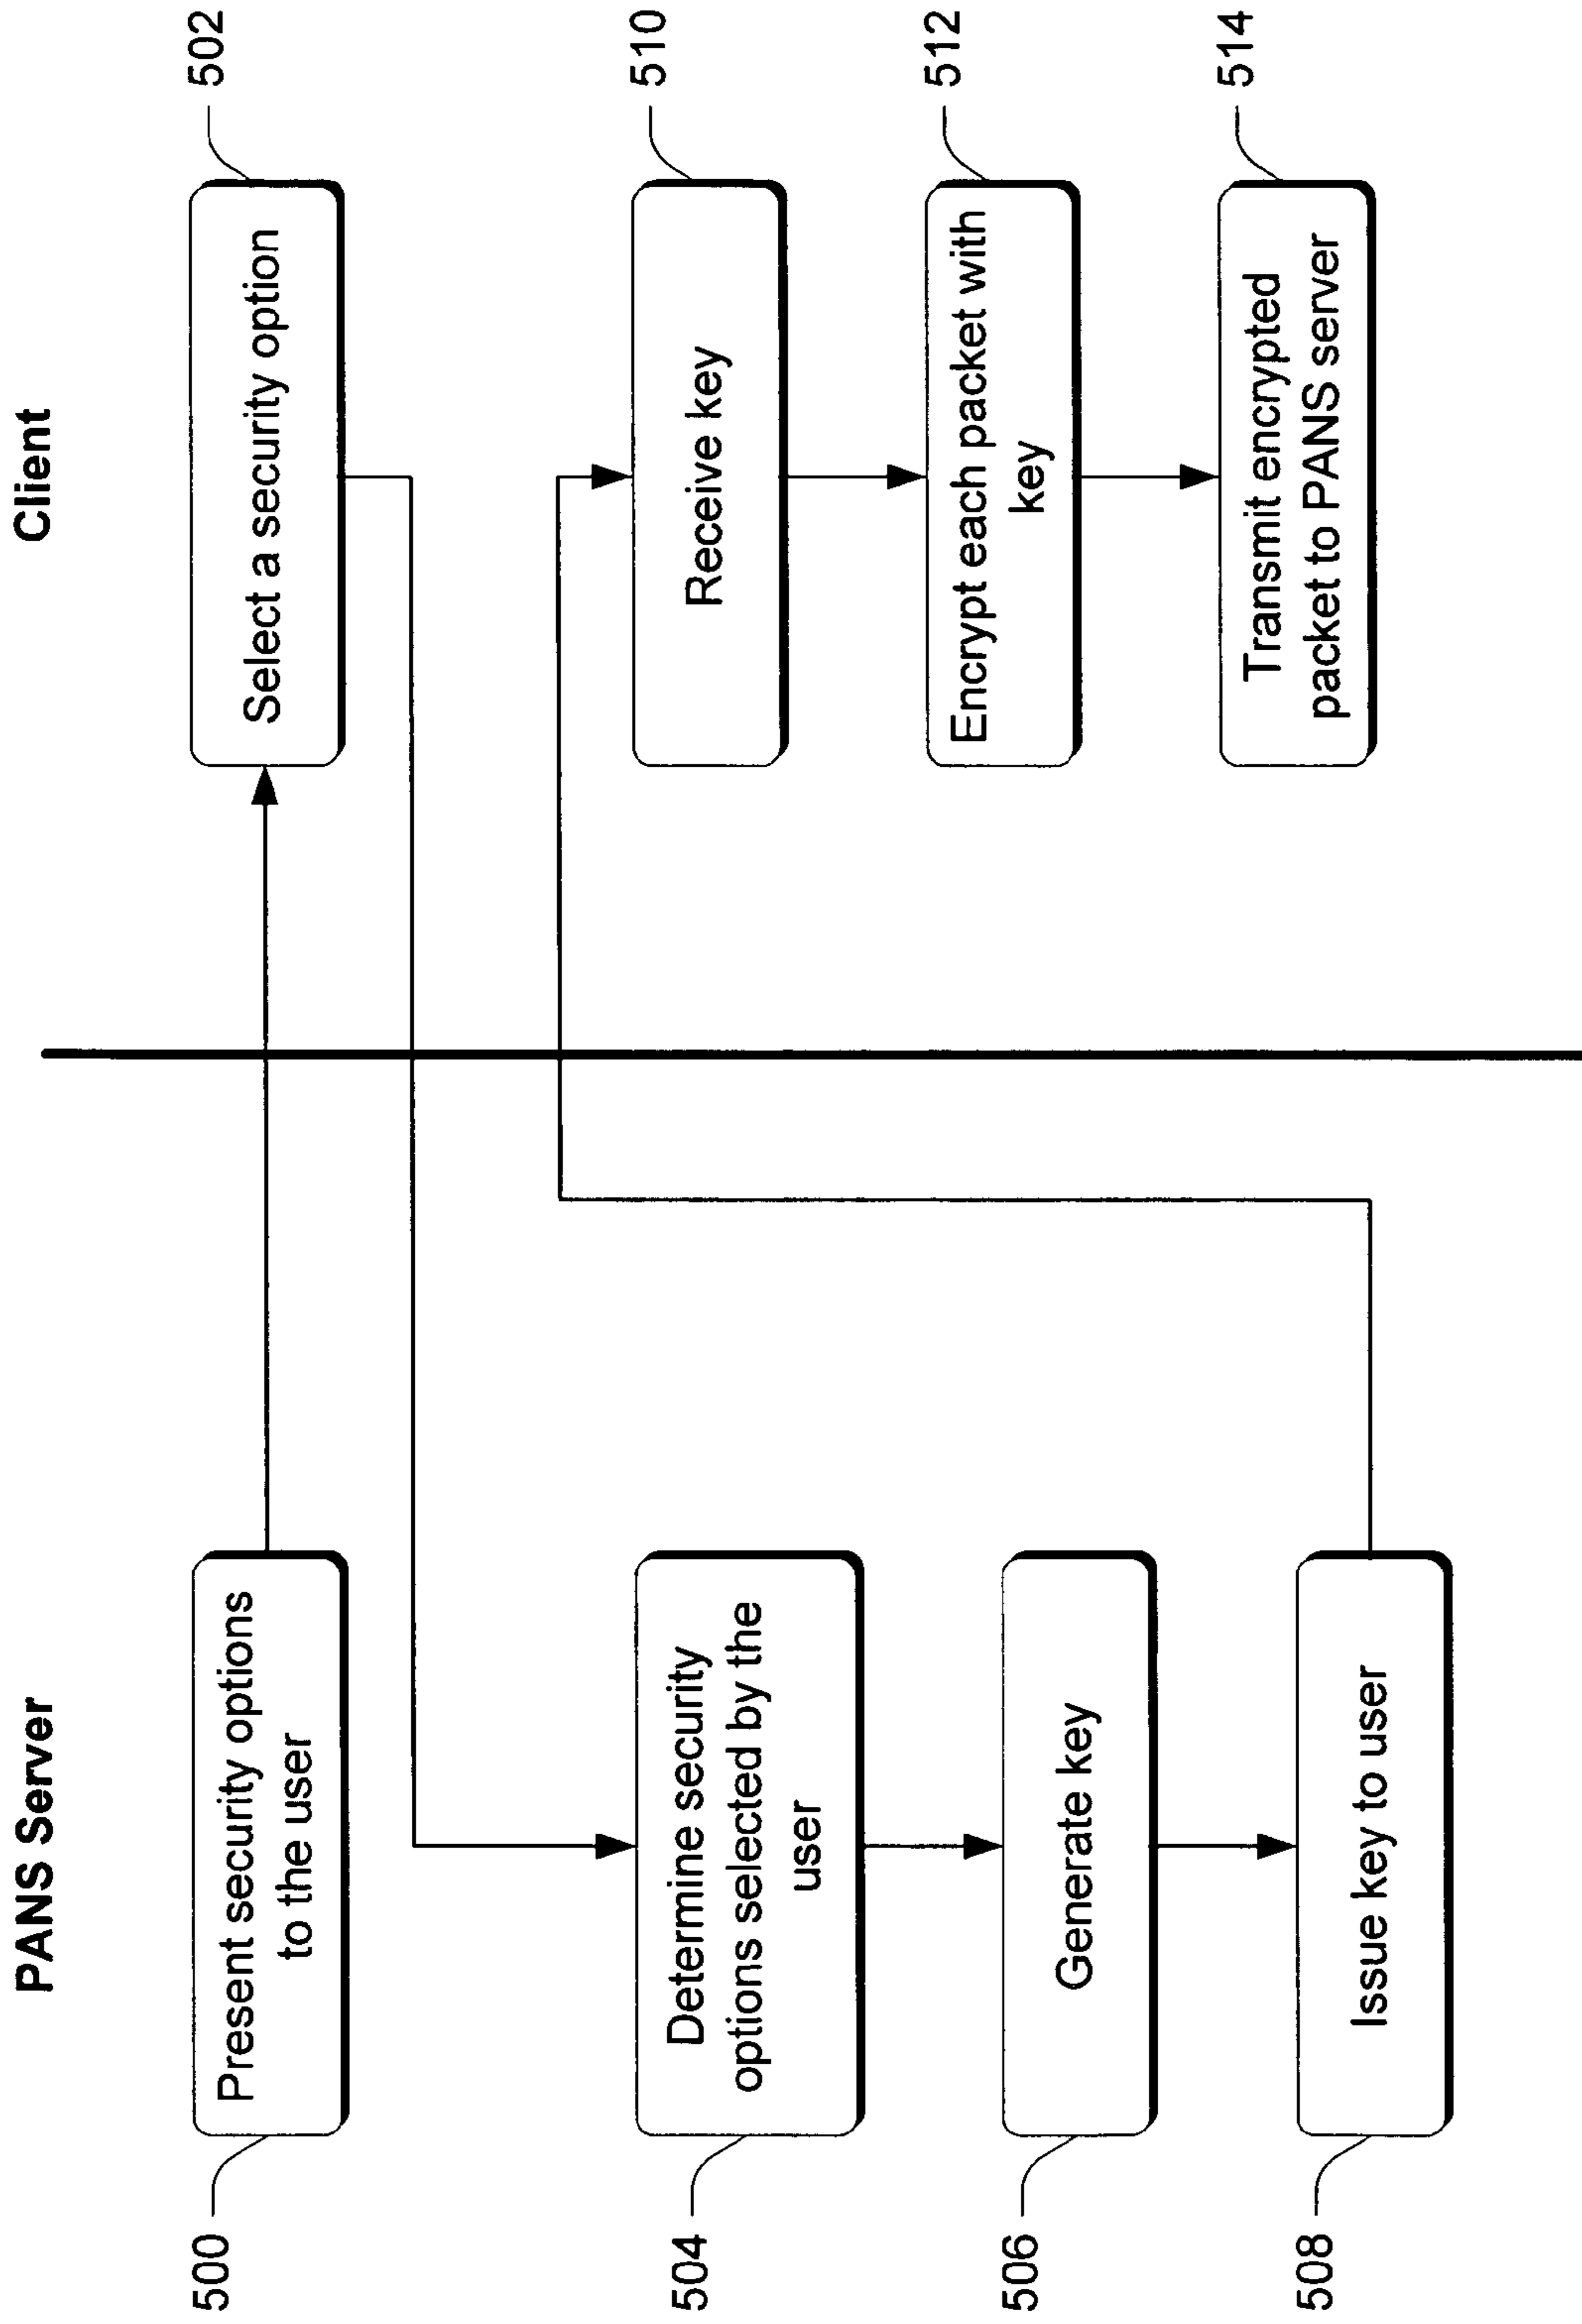 PANS Server
Client
500
Present security options
to the user
Select a security option
502
504
Determine security
options selected by the
user
Receive key
510
506
Generate key
Encrypt each packet with
key
512
508
Issue key to user
Transmit encrypted
packet to PANS server
514